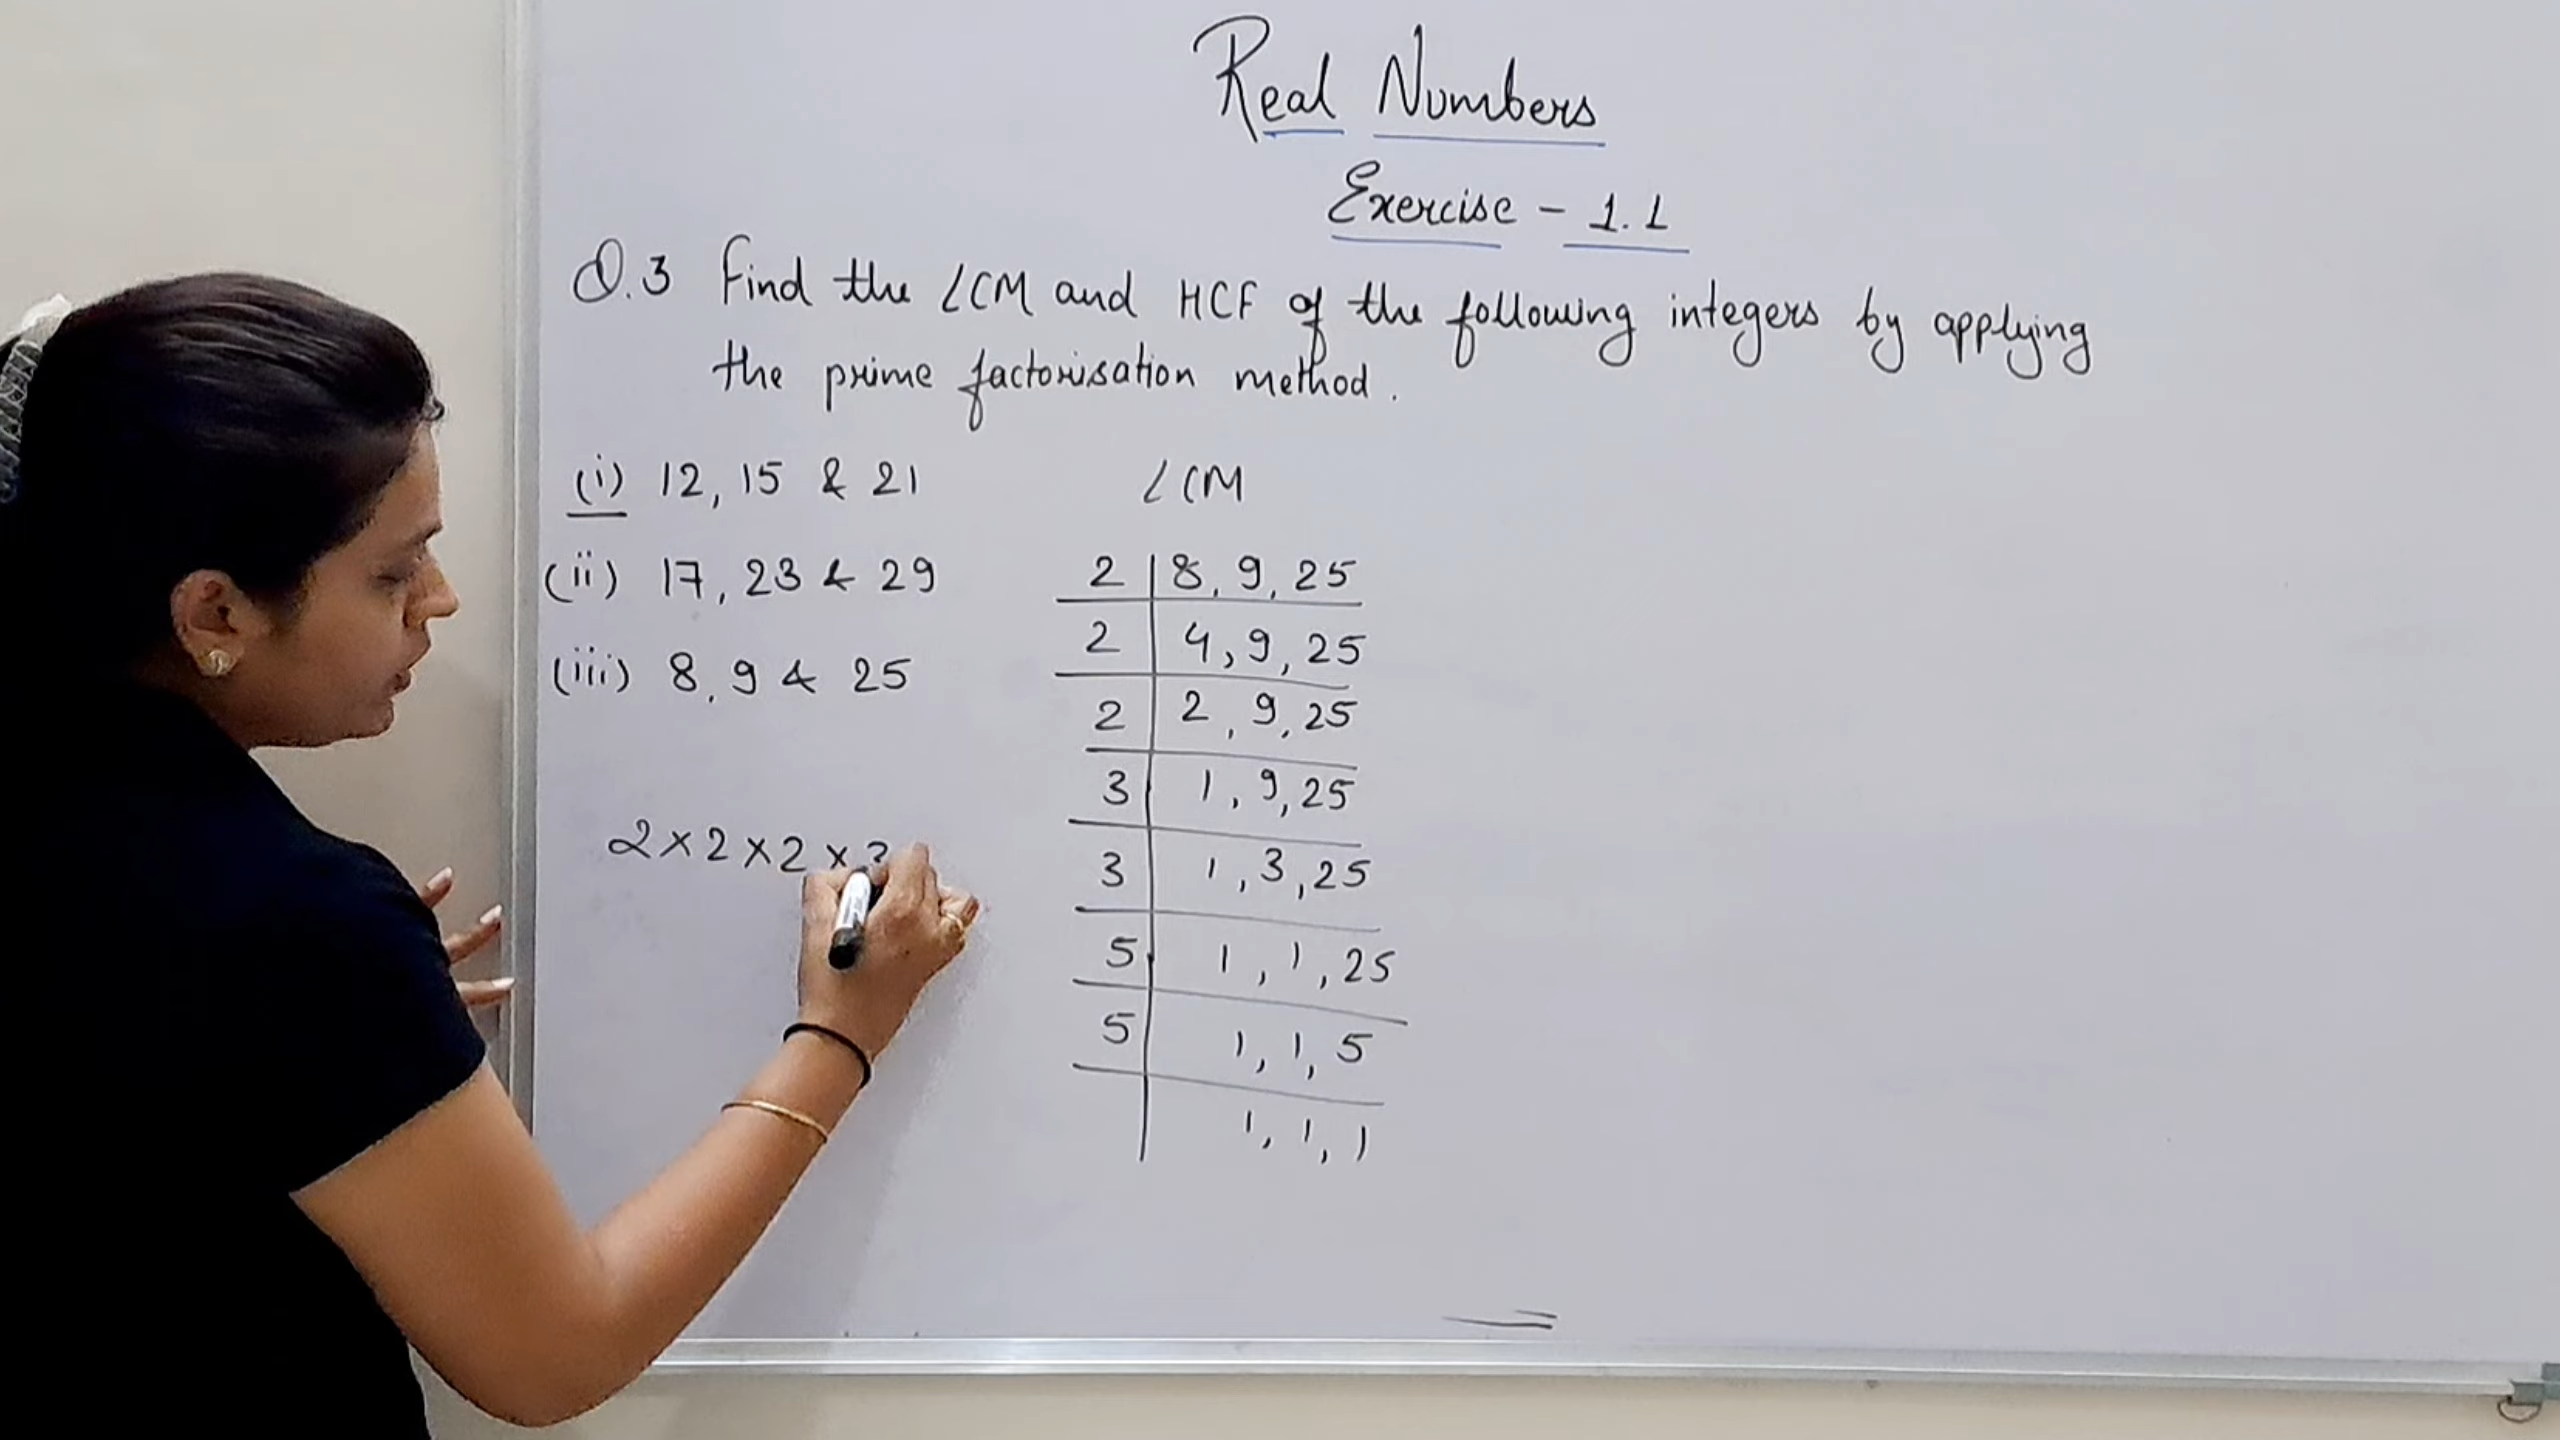 Real Numbers
Exercise - 1.1
Q.3 Find the LCM and HCF of the following integers by applying
the prime factorisation method.
(i) 12, 15 & 21
(ii) 17, 23 & 29
(iii) 8, 9 & 25
2 × 2 × 2 × 3
LCM
2 | 8, 9, 25
2 | 4, 9, 25
2 | 2, 9, 25
3 | 1, 9, 25
3 | 1, 3, 25
5 | 1, 1, 25
5 | 1, 1, 5
1, 1, 1